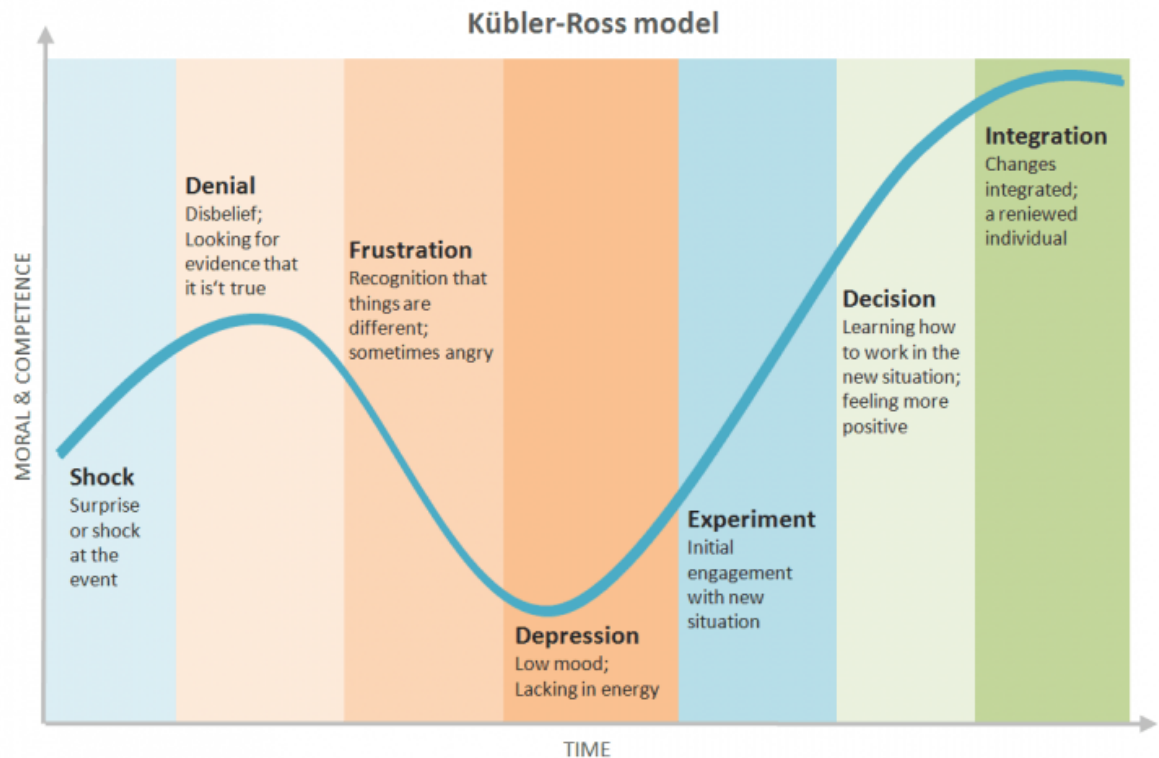 Kübler-Ross model
MORAL & COMPETENCE
Shock
Surprise
or shock
at the
event
Denial
Disbelief;
Looking for
evidence that
it is't true
Frustration
Recognition that
things are
different;
sometimes angry
Depression
Low mood;
Lacking in energy
Experiment
Initial
engagement
with new
situation
Decision
Learning how
to work in the
new situation;
feeling more
positive
Integration
Changes
integrated;
a reniewed
individual
TIME